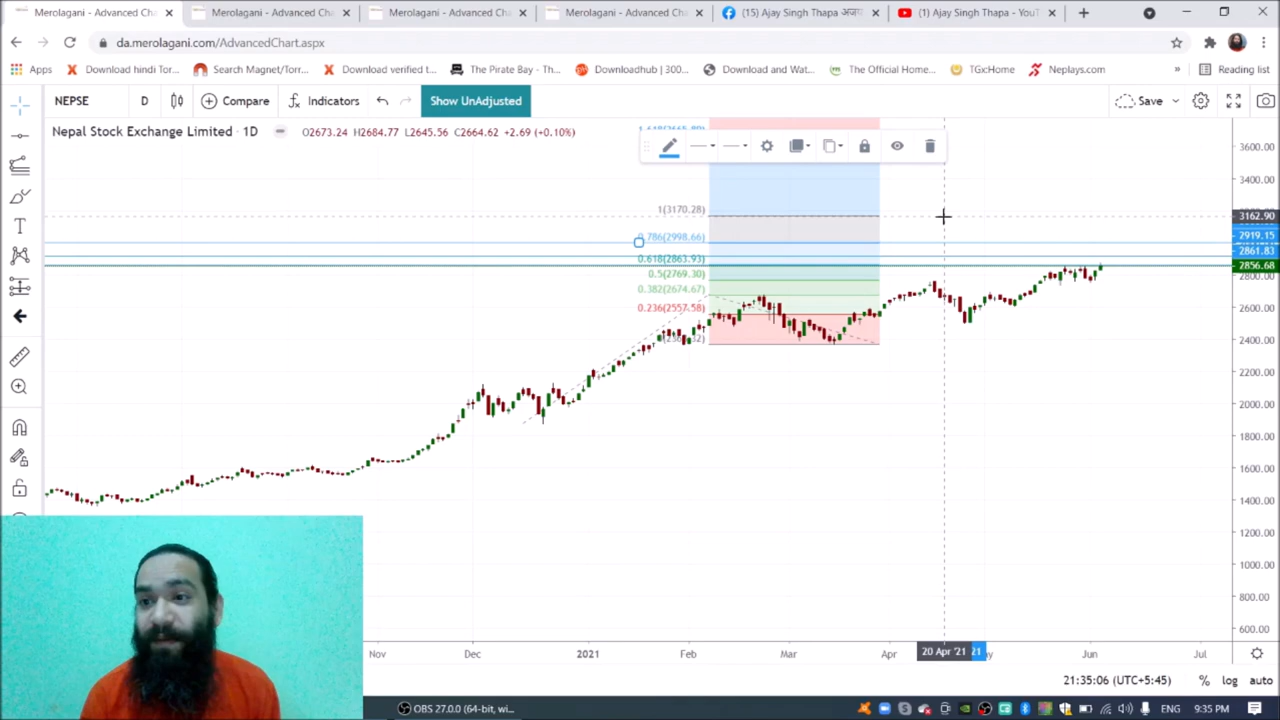 Merolagani - Advanced Cha
Merolagani - Advanced Cha
Merolagani - Advanced Cha
Merolagani - Advanced Cha
(15) Ajay Singh Thapa अजय
(1) Ajay Singh Thapa - YouT
da.merolagani.com/AdvancedChart.aspx
Apps
Download hindi Tor...
Search Magnet/Torr...
Download verified t...
The Pirate Bay - Th...
Downloadhub | 300...
Download and Wat...
The Official Home...
TGxHome
Neplays.com
»
Reading list
NEPSE
D
Compare
Indicators
Show UnAdjusted
Save
Nepal Stock Exchange Limited · 1D
O2673.24 H2684.77 L2645.56 C2664.62 +2.69 (+0.10%)
1(3170.28)
0.786(2998.66)
0.618(2863.93)
0.5(2769.30)
0.382(2674.67)
0.236(2557.58)
3600.00
3400.00
3162.90
2919.15
2861.83
2856.68
2800.00
2600.00
2400.00
2200.00
2000.00
1800.00
1600.00
1400.00
1200.00
1000.00
800.00
600.00
Nov
Dec
2021
Feb
Mar
Apr
20 Apr '21
21
Jun
Jul
21:35:06 (UTC+5:45)
%
log
auto
OBS 27.0.0 (64-bit, wi...
ENG
9:35 PM